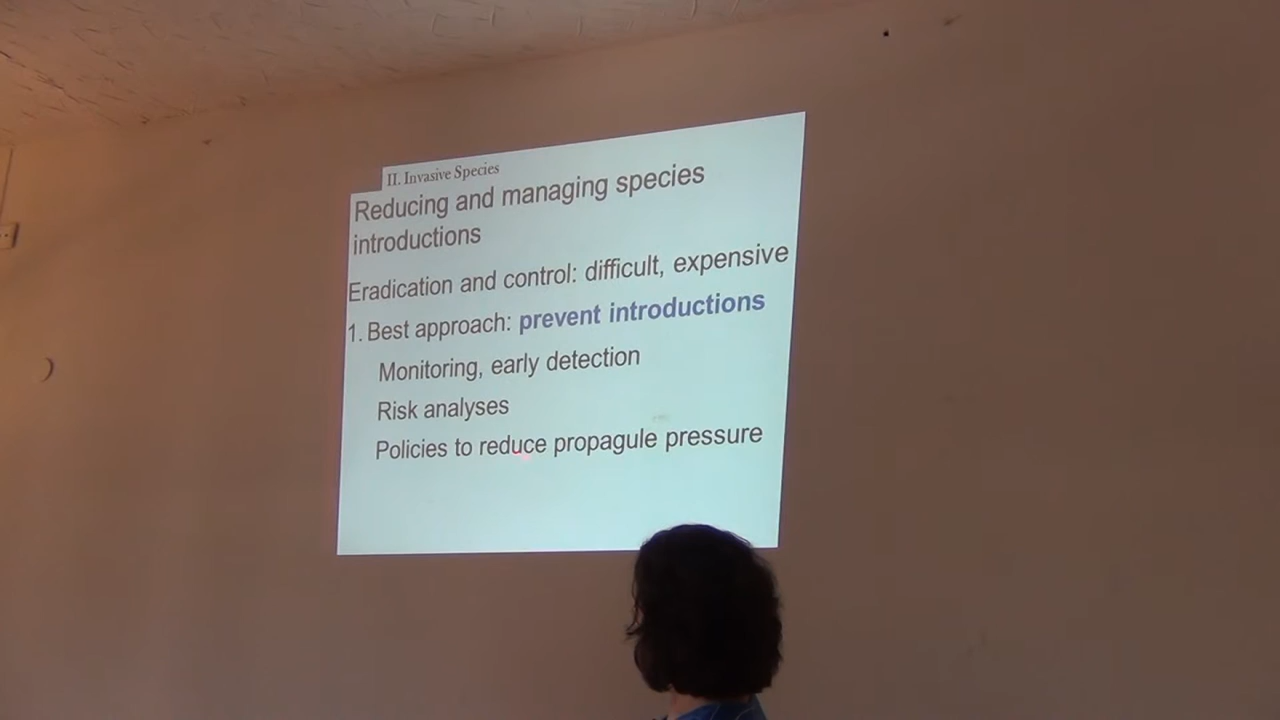 II. Invasive Species
Reducing and managing species
introductions
Eradication and control: difficult, expensive
1. Best approach: prevent introductions
Monitoring, early detection
Risk analyses
Policies to reduce propagule pressure